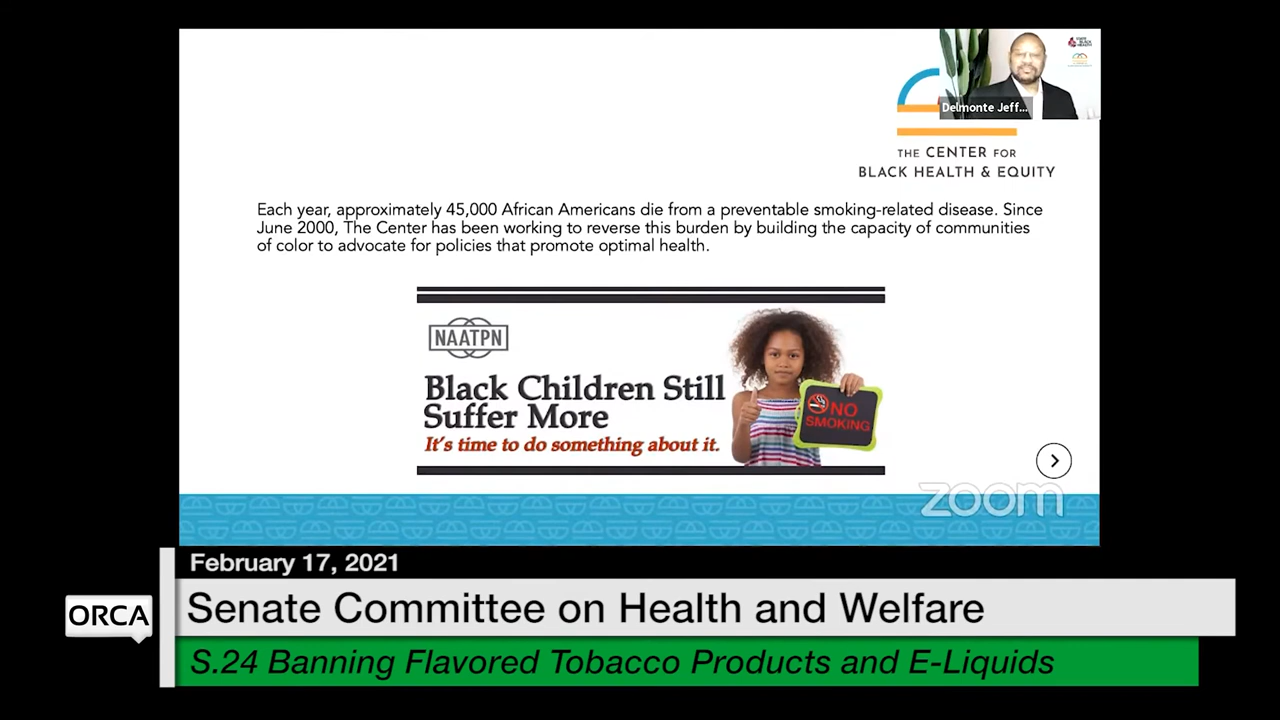 Delmonte Jeff...
THE CENTER FOR
BLACK HEALTH & EQUITY
Each year, approximately 45,000 African Americans die from a preventable smoking-related disease. Since
June 2000, The Center has been working to reverse this burden by building the capacity of communities
of color to advocate for policies that promote optimal health.
NAATPN
Black Children Still
Suffer More
It's time to do something about it.
NO
SMOKING
zoom
February 17, 2021
ORCA
Senate Committee on Health and Welfare
S.24 Banning Flavored Tobacco Products and E-Liquids